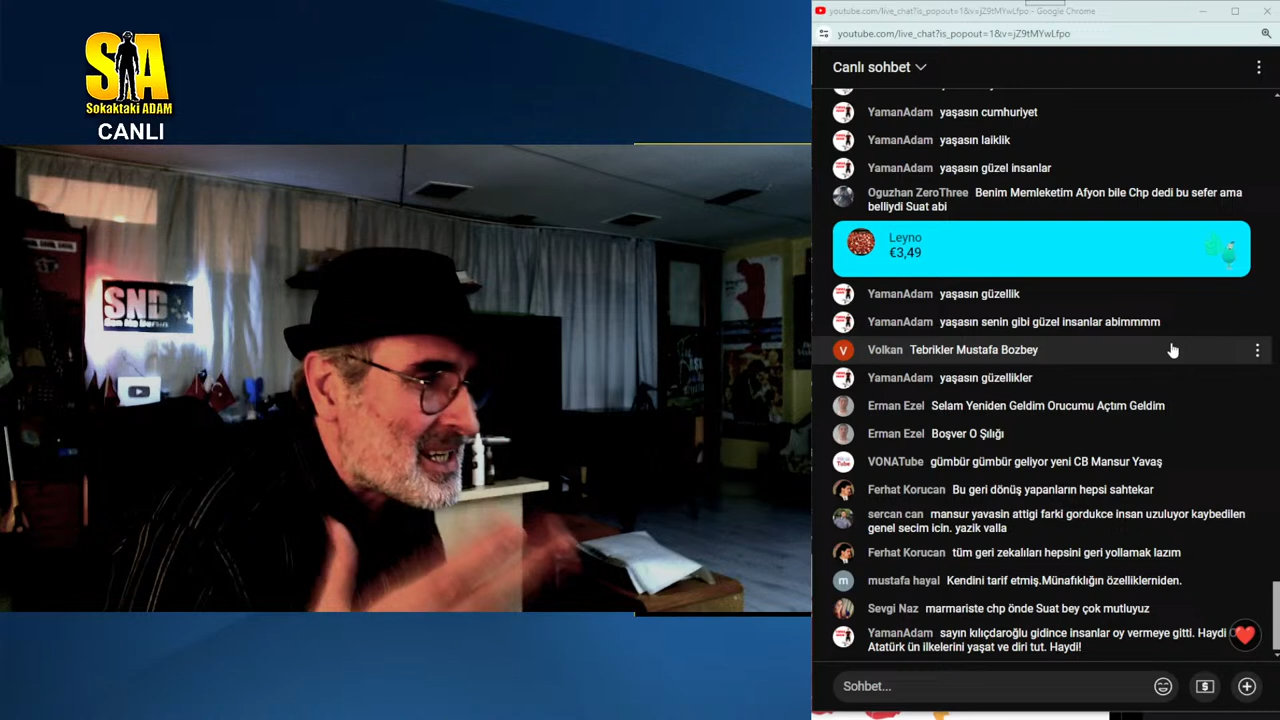 SA
Sokaktaki ADAM
CANLI
SND
Sen Ne Dersin
youtube.com/live_chat?is_popout=1&v=jZ9tMYwLfpo - Google Chrome
youtube.com/live_chat?is_popout=1&v=jZ9tMYwLfpo
Canlı sohbet
YamanAdam yaşasın cumhuriyet
YamanAdam yaşasın laiklik
YamanAdam yaşasın güzel insanlar
Oguzhan ZeroThree Benim Memleketim Afyon bile Chp dedi bu sefer ama
belliydi Suat abi
Leyno
€3,49
YamanAdam yaşasın güzellik
YamanAdam yaşasın senin gibi güzel insanlar abimmmm
V Volkan Tebrikler Mustafa Bozbey
YamanAdam yaşasın güzellikler
Erman Ezel Selam Yeniden Geldim Orucumu Açtım Geldim
Erman Ezel Boşver O Şılığı
VONATube gümbür gümbür geliyor yeni CB Mansur Yavaş
Ferhat Korucan Bu geri dönüş yapanların hepsi sahtekar
sercan can mansur yavasin attigi farki gordukce insan uzuluyor kaybedilen
genel secim icin. yazik valla
Ferhat Korucan tüm geri zekalıları hepsini geri yollamak lazım
m mustafa hayal Kendini tarif etmiş.Münafıklığın özelliklerniden.
Sevgi Naz marmariste chp önde Suat bey çok mutluyuz
YamanAdam sayın kılıçdaroğlu gidince insanlar oy vermeye gitti. Haydi
Atatürk ün ilkelerini yaşat ve diri tut. Haydi!
Sohbet...